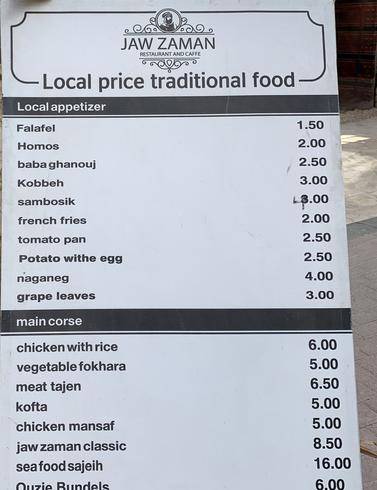 JAW ZAMAN
RESTAURANT AND CAFFE
Local price traditional food
Local appetizer
Falafel 1.50
Homos 2.00
baba ghanouj 2.50
Kobbeh 3.00
sambosik 3.00
french fries 2.00
tomato pan 2.50
Potato withe egg 2.50
naganeg 4.00
grape leaves 3.00
main corse
chicken with rice 6.00
vegetable fokhara 5.00
meat tajen 6.50
kofta 5.00
chicken mansaf 5.00
jaw zaman classic 8.50
sea food sajeih 16.00
Ouzie Bundels 6.00